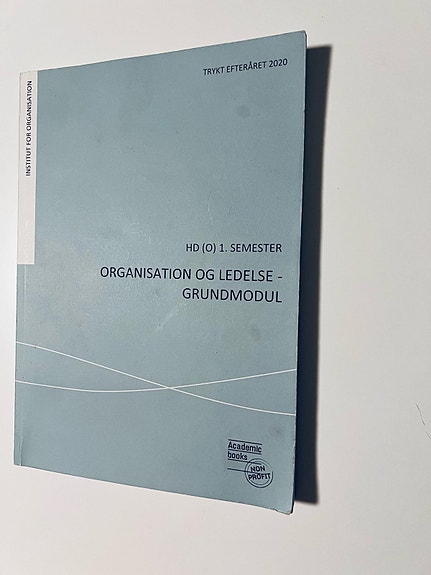 TRYKT EFTERÅRET 2020
INSTITUT FOR ORGANISATION
HD (O) 1. SEMESTER
ORGANISATION OG LEDELSE -
GRUNDMODUL
Academic
books
NON
PROFIT